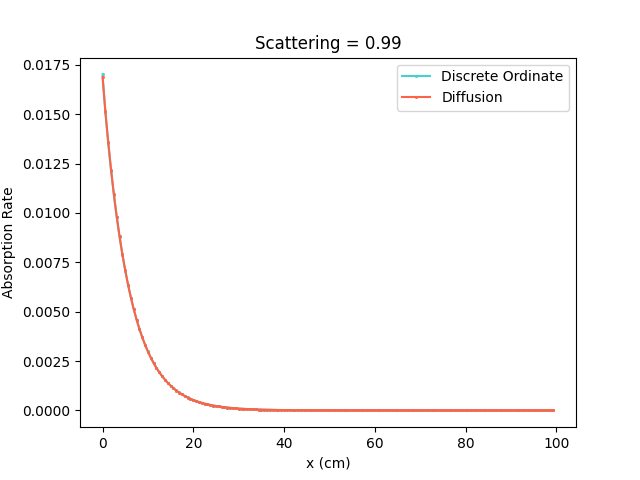 Scattering = 0.99
Discrete Ordinate
Diffusion
Absorption Rate
0.0175
0.0150
0.0125
0.0100
0.0075
0.0050
0.0025
0.0000
0 20 40 60 80 100
x (cm)